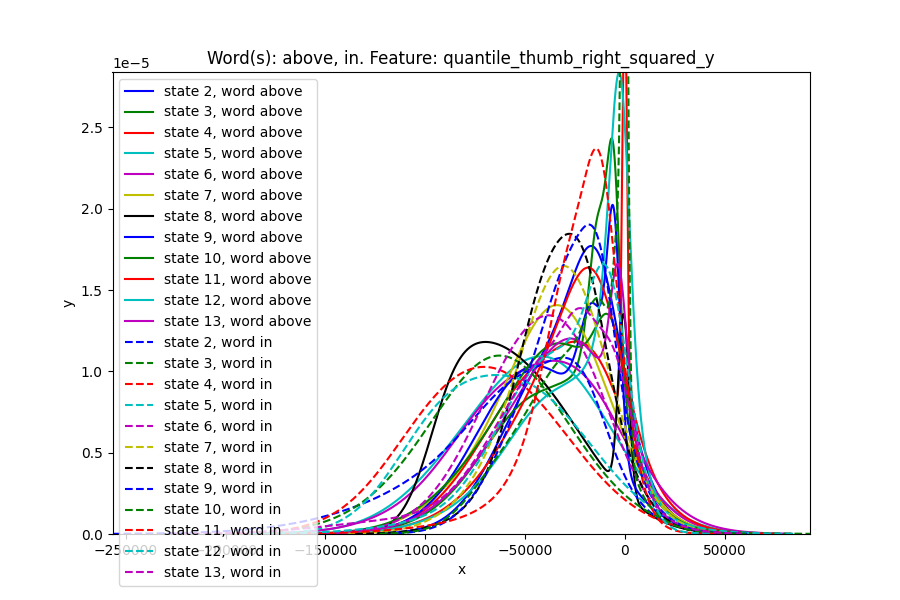 Word(s): above, in. Feature: quantile_thumb_right_squared_y
1e−5
2.5
2.0
1.5
1.0
0.5
0.0
y
state 2, word above
state 3, word above
state 4, word above
state 5, word above
state 6, word above
state 7, word above
state 8, word above
state 9, word above
state 10, word above
state 11, word above
state 12, word above
state 13, word above
state 2, word in
state 3, word in
state 4, word in
state 5, word in
state 6, word in
state 7, word in
state 8, word in
state 9, word in
state 10, word in
state 11, word in
state 12, word in
state 13, word in
−250000 −200000 −150000 −100000 −50000 0 50000
x